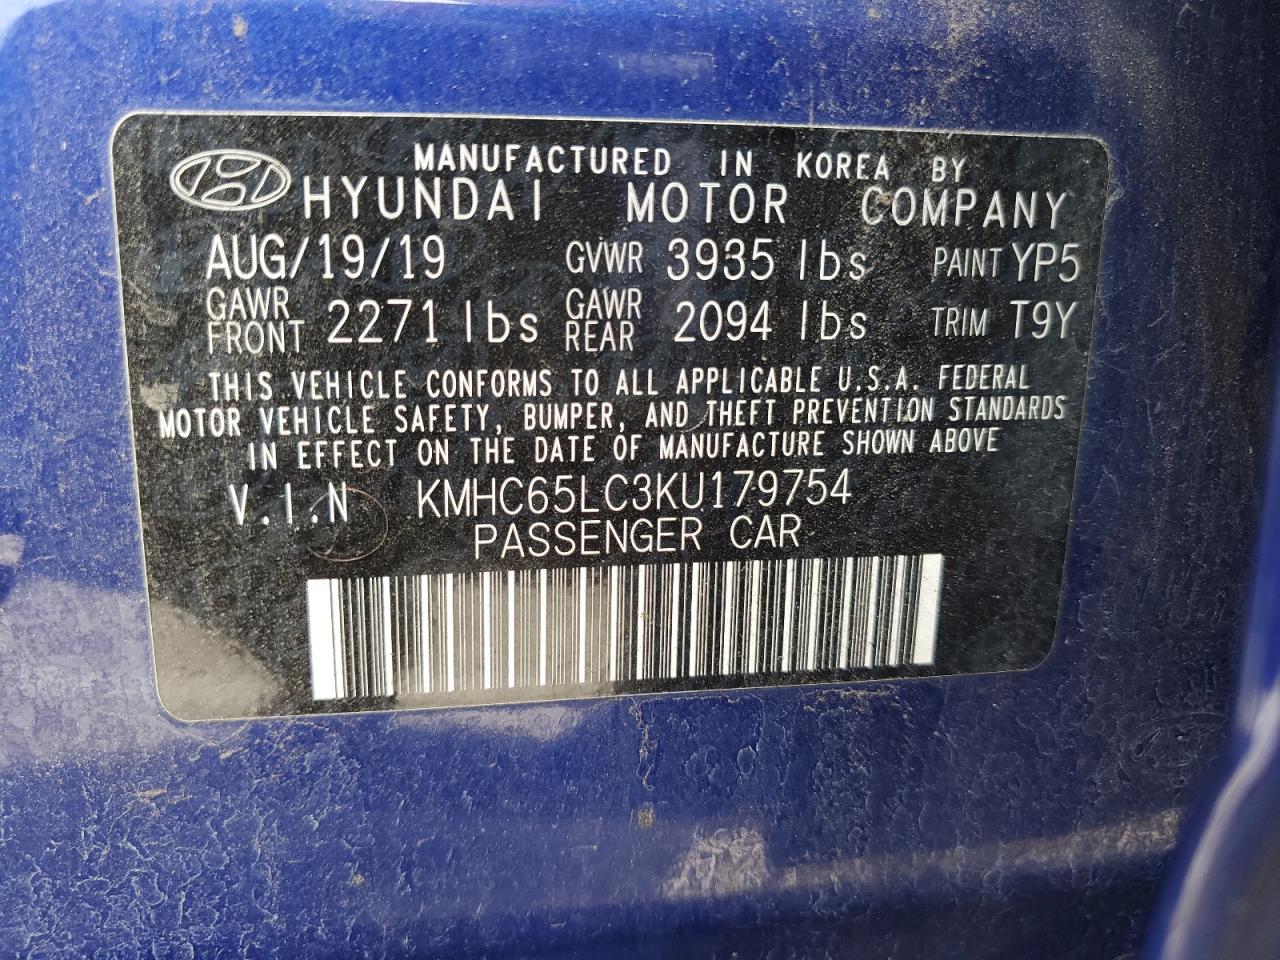 MANUFACTURED IN KOREA BY
HYUNDAI MOTOR COMPANY
AUG/19/19 GVWR 3935 lbs PAINT YP5
GAWR FRONT 2271 lbs GAWR REAR 2094 lbs TRIM T9Y
THIS VEHICLE CONFORMS TO ALL APPLICABLE U.S.A. FEDERAL
MOTOR VEHICLE SAFETY, BUMPER, AND THEFT PREVENTION STANDARDS
IN EFFECT ON THE DATE OF MANUFACTURE SHOWN ABOVE
V.I.N KMHC65LC3KU179754
PASSENGER CAR